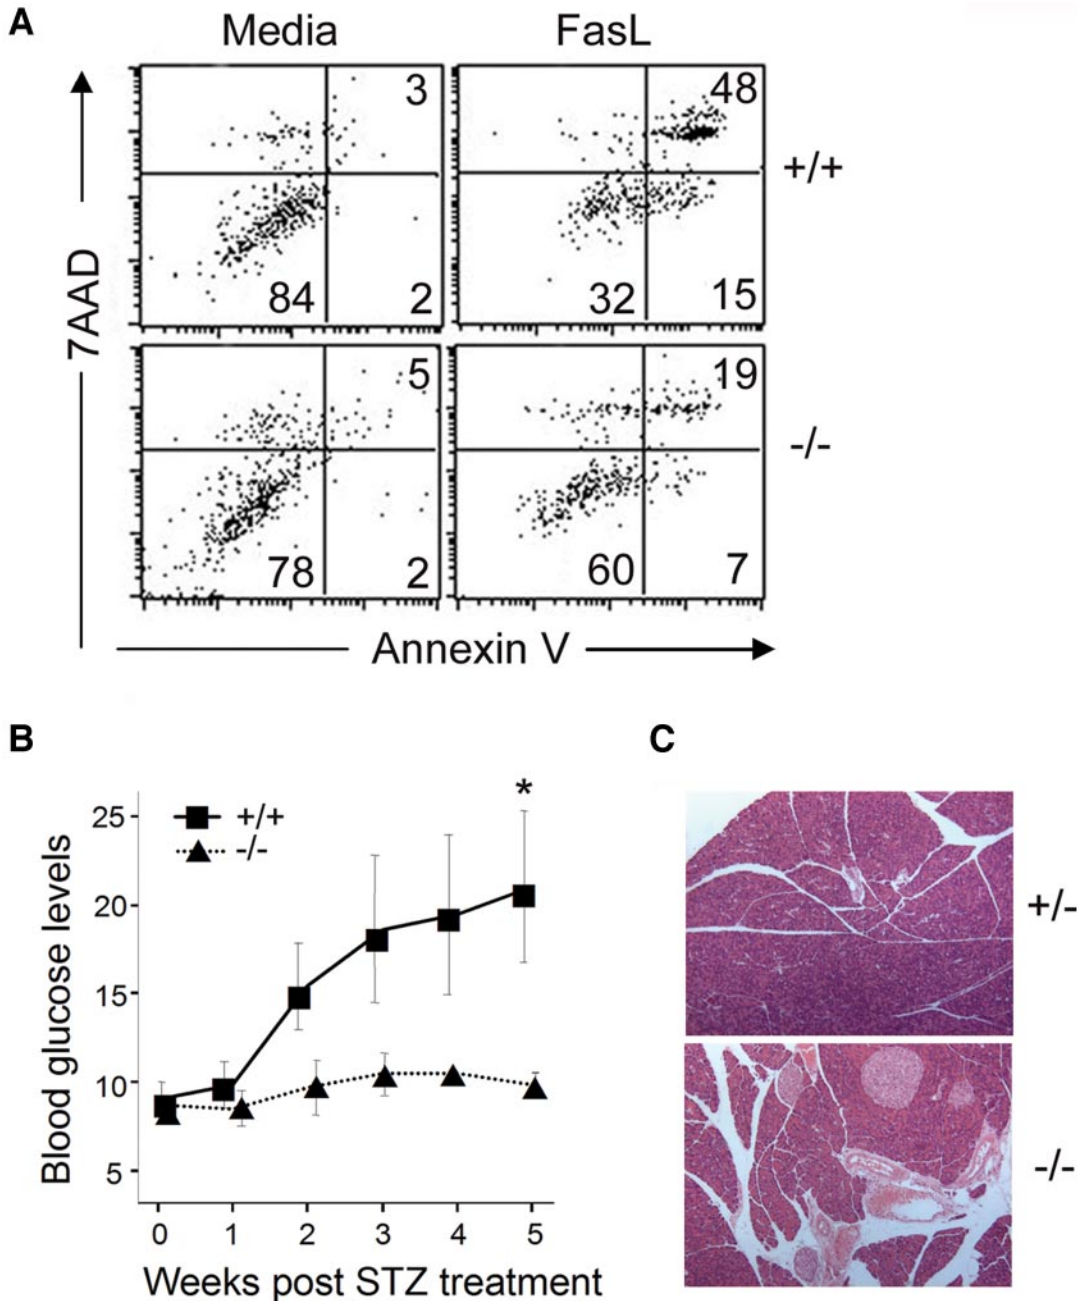 A
Media FasL
3 48
84 2 32 15
+/+
5 19
78 2 60 7
-/-
7AAD
Annexin V
B C
*
+/+
-/-
25
20
15
10
5
Blood glucose levels
0 1 2 3 4 5
Weeks post STZ treatment
+/-
-/-